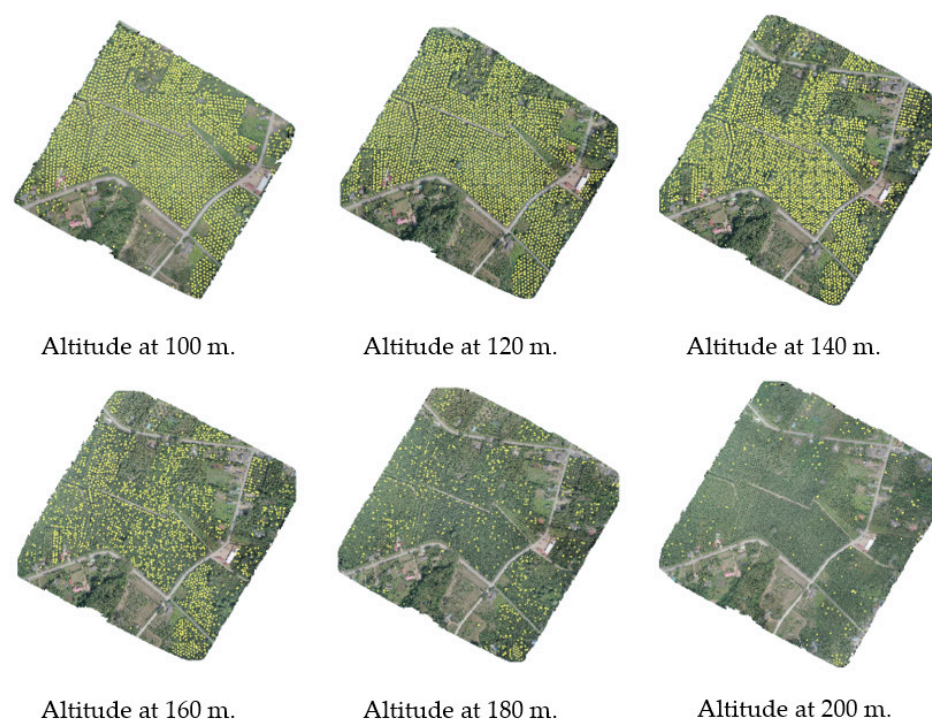 Altitude at 100 m.
Altitude at 120 m.
Altitude at 140 m.
Altitude at 160 m.
Altitude at 180 m.
Altitude at 200 m.